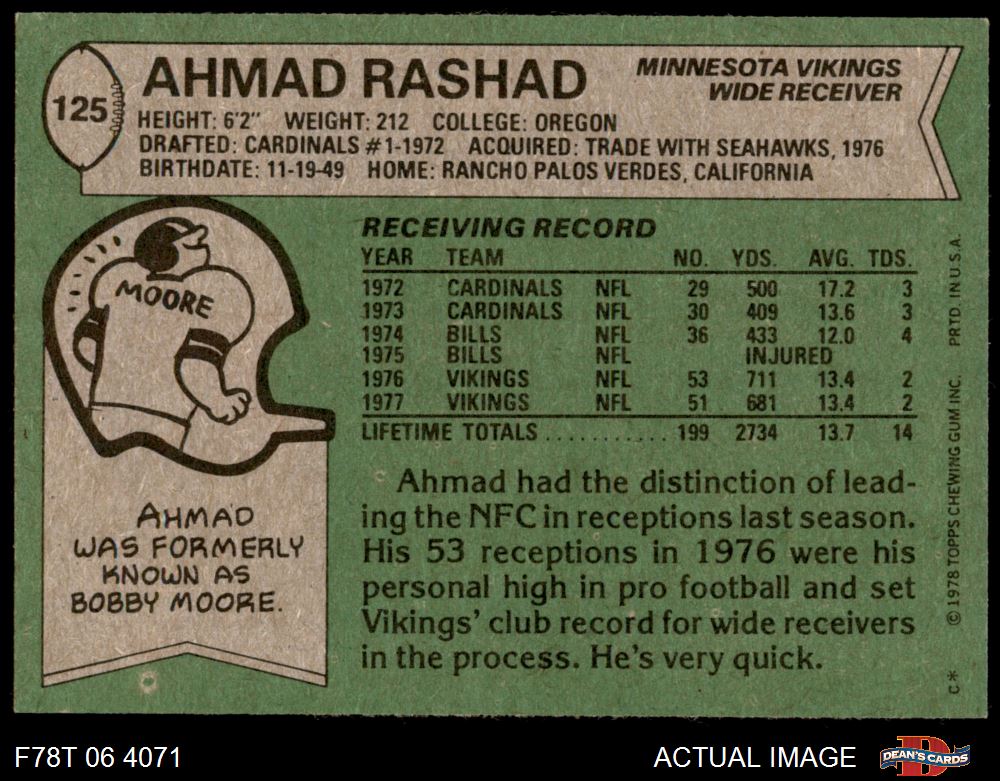 125
AHMAD RASHAD
MINNESOTA VIKINGS
WIDE RECEIVER
HEIGHT: 6'2" WEIGHT: 212 COLLEGE: OREGON
DRAFTED: CARDINALS #1-1972 ACQUIRED: TRADE WITH SEAHAWKS, 1976
BIRTHDATE: 11-19-49 HOME: RANCHO PALOS VERDES, CALIFORNIA
MOORE
AHMAD
WAS FORMERLY
KNOWN AS
BOBBY MOORE.
RECEIVING RECORD
YEAR TEAM NO. YDS. AVG. TDS.
1972 CARDINALS NFL 29 500 17.2 3
1973 CARDINALS NFL 30 409 13.6 3
1974 BILLS NFL 36 433 12.0 4
1975 BILLS NFL INJURED
1976 VIKINGS NFL 53 711 13.4 2
1977 VIKINGS NFL 51 681 13.4 2
LIFETIME TOTALS ........... 199 2734 13.7 14
Ahmad had the distinction of lead-
ing the NFC in receptions last season.
His 53 receptions in 1976 were his
personal high in pro football and set
Vikings' club record for wide receivers
in the process. He's very quick.
C* © 1978 TOPPS CHEWING GUM INC. PRTD. IN U.S.A.
F78T 06 4071
ACTUAL IMAGE
D
DEAN'S CARDS